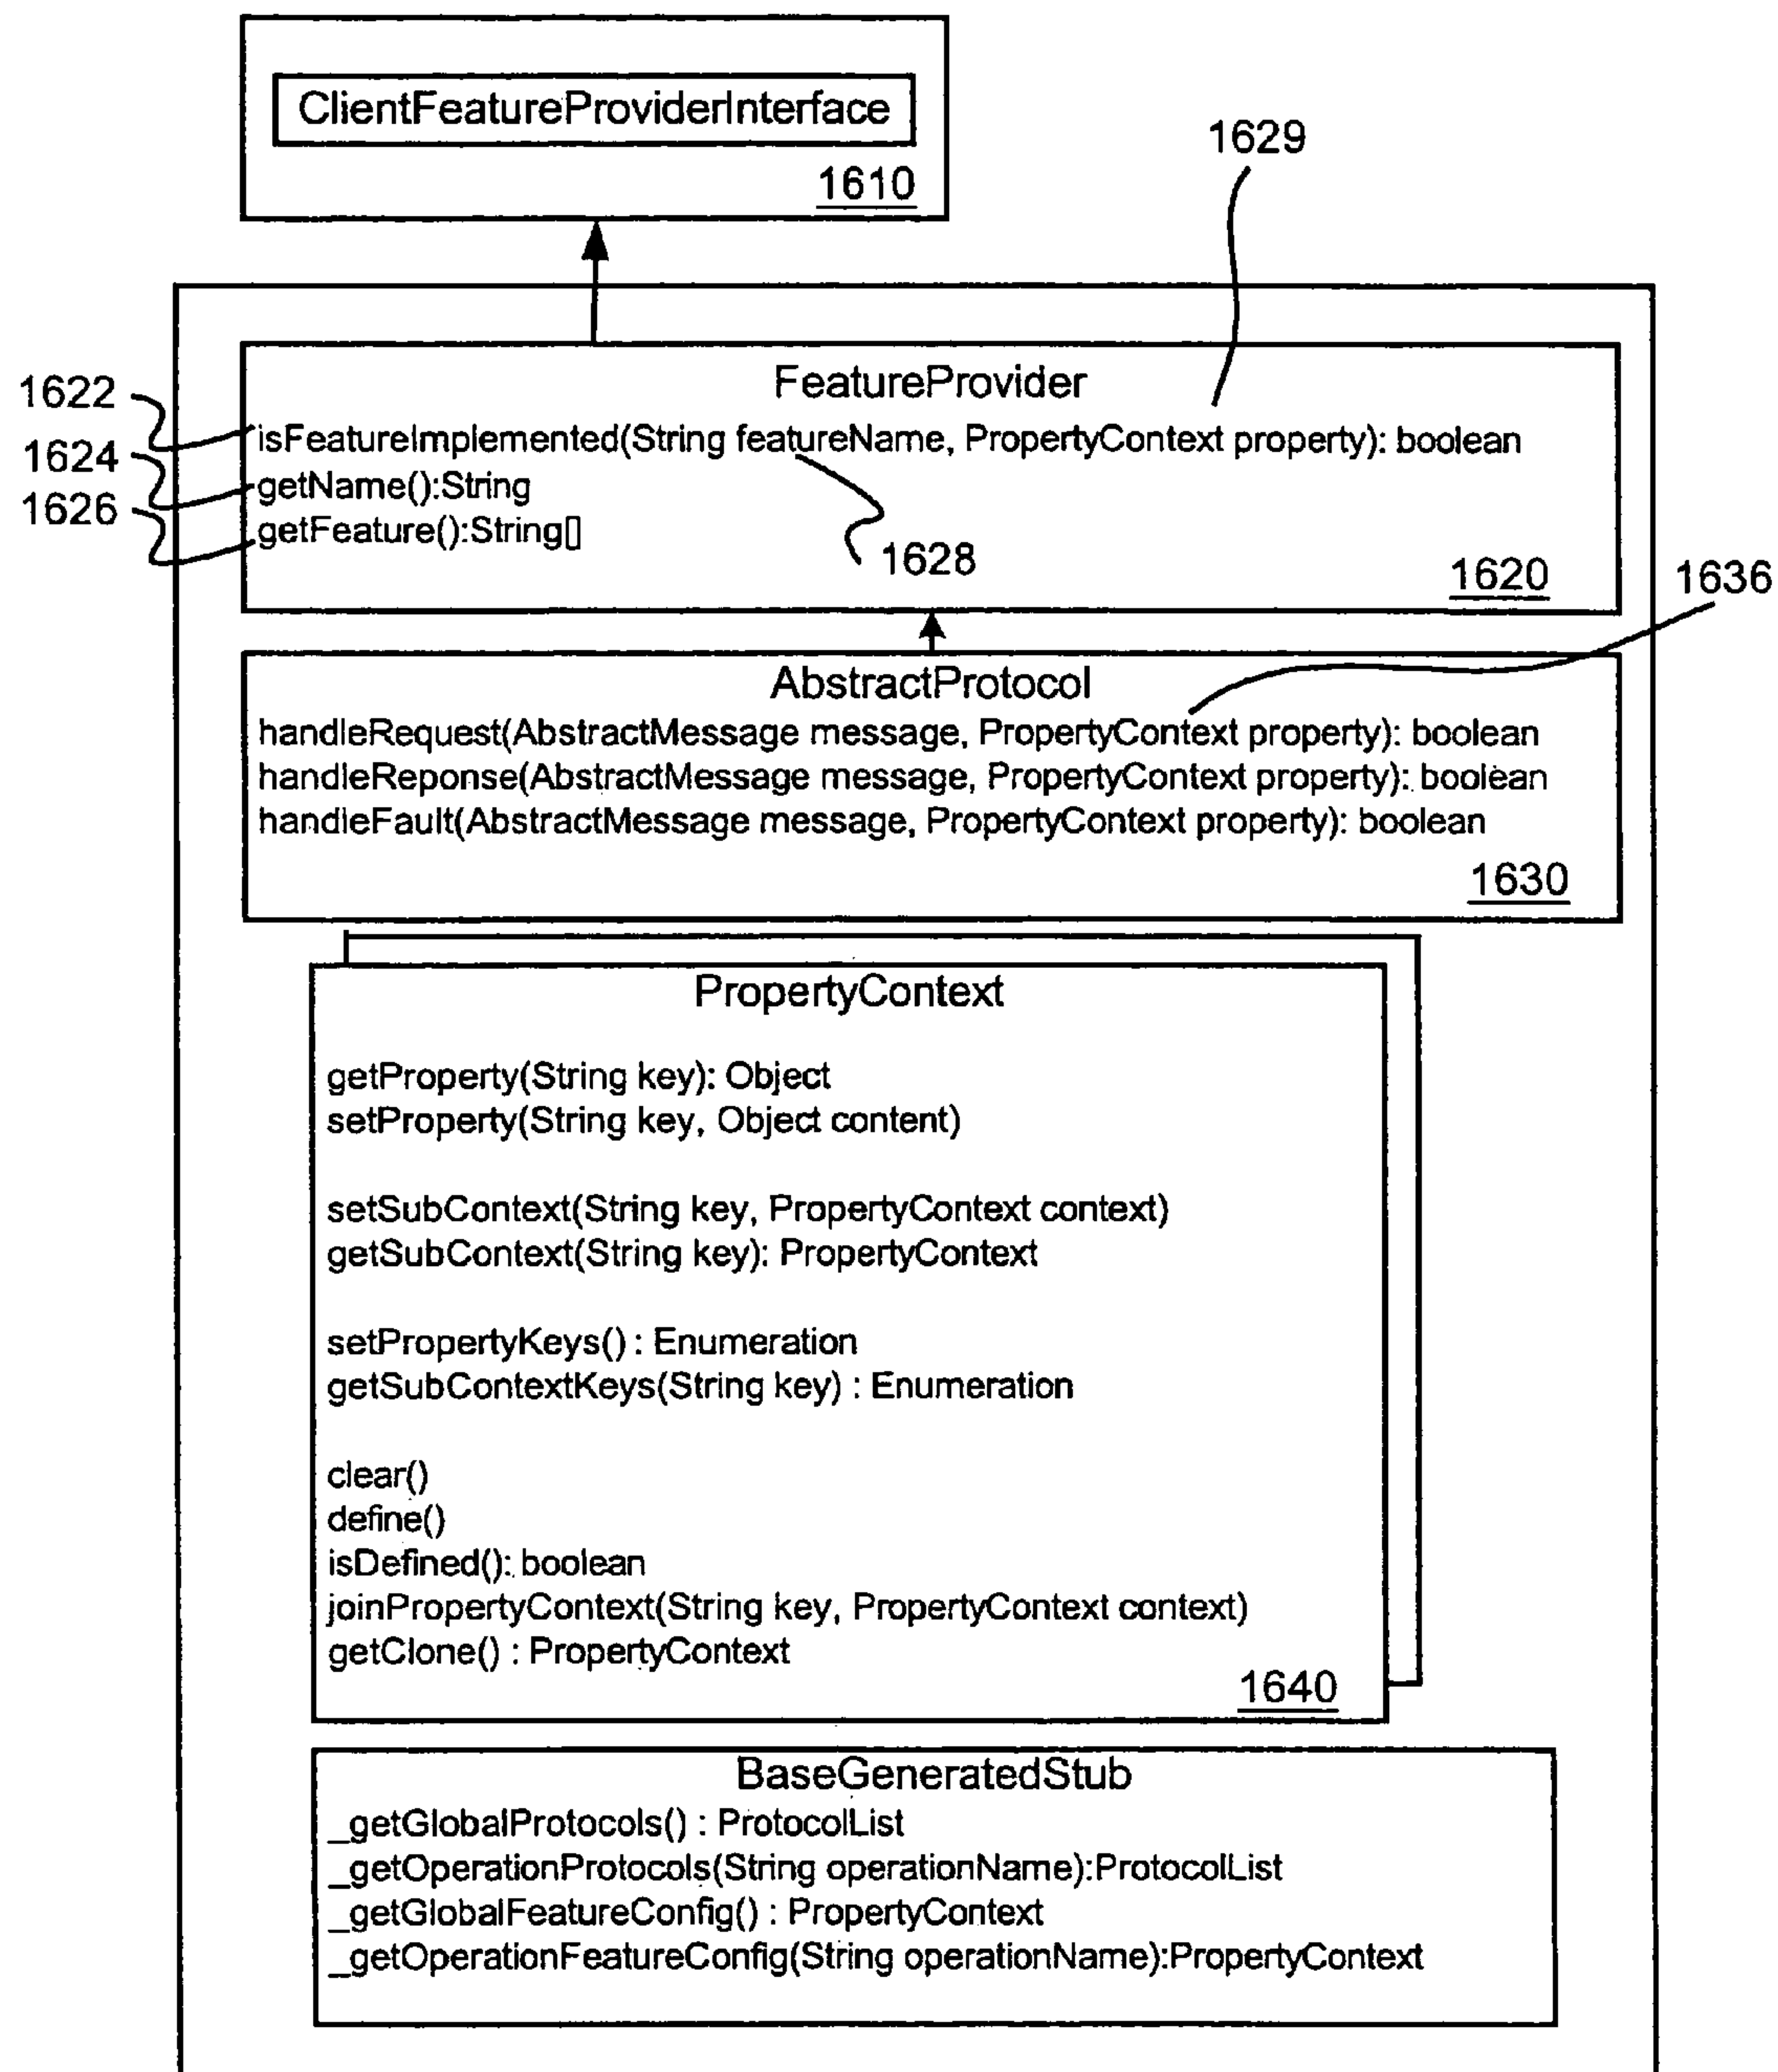 ClientFeatureProviderInterface
1610
1629
FeatureProvider
1622
isFeatureImplemented(String featureName, PropertyContext property): boolean
1624
getName():String
1626
getFeature():String[]
1628
1620
1636
AbstractProtocol
handleRequest(AbstractMessage message, PropertyContext property): boolean
handleReponse(AbstractMessage message, PropertyContext property): boolean
handleFault(AbstractMessage message, PropertyContext property): boolean
1630
PropertyContext
getProperty(String key): Object
setProperty(String key, Object content)
setSubContext(String key, PropertyContext context)
getSubContext(String key): PropertyContext
setPropertyKeys() : Enumeration
getSubContextKeys(String key) : Enumeration
clear()
define()
isDefined(): boolean
joinPropertyContext(String key, PropertyContext context)
getClone() : PropertyContext
1640
BaseGeneratedStub
_getGlobalProtocols() : ProtocolList
_getOperationProtocols(String operationName):ProtocolList
_getGlobalFeatureConfig() : PropertyContext
_getOperationFeatureConfig(String operationName):PropertyContext